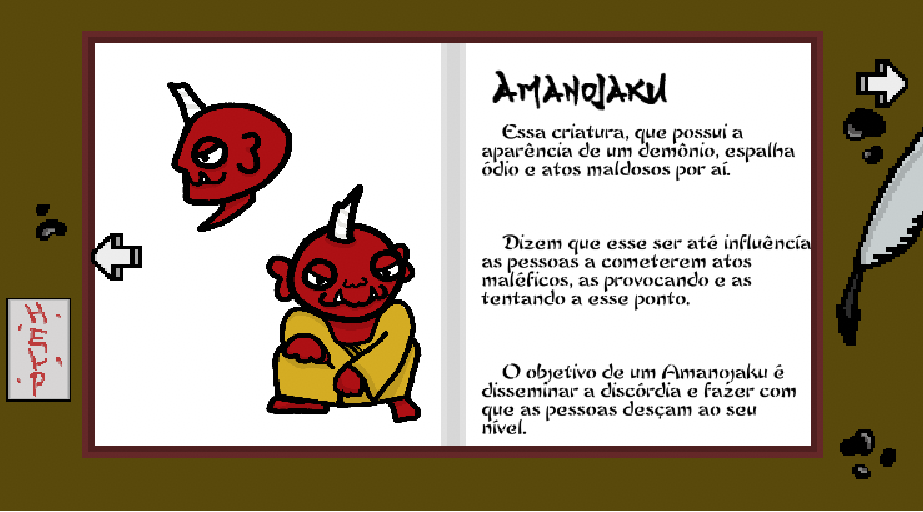 AMANOJAKU
Essa criatura, que possui a
aparência de um demônio, espalha
ódio e atos maldosos por aí.
Dizem que esse ser até influência
as pessoas a cometerem atos
maléficos, as provocando e as
tentando a esse ponto.
O objetivo de um Amanojaku é
disseminar a discórdia e fazer com
que as pessoas desçam ao seu
nível.
HELP